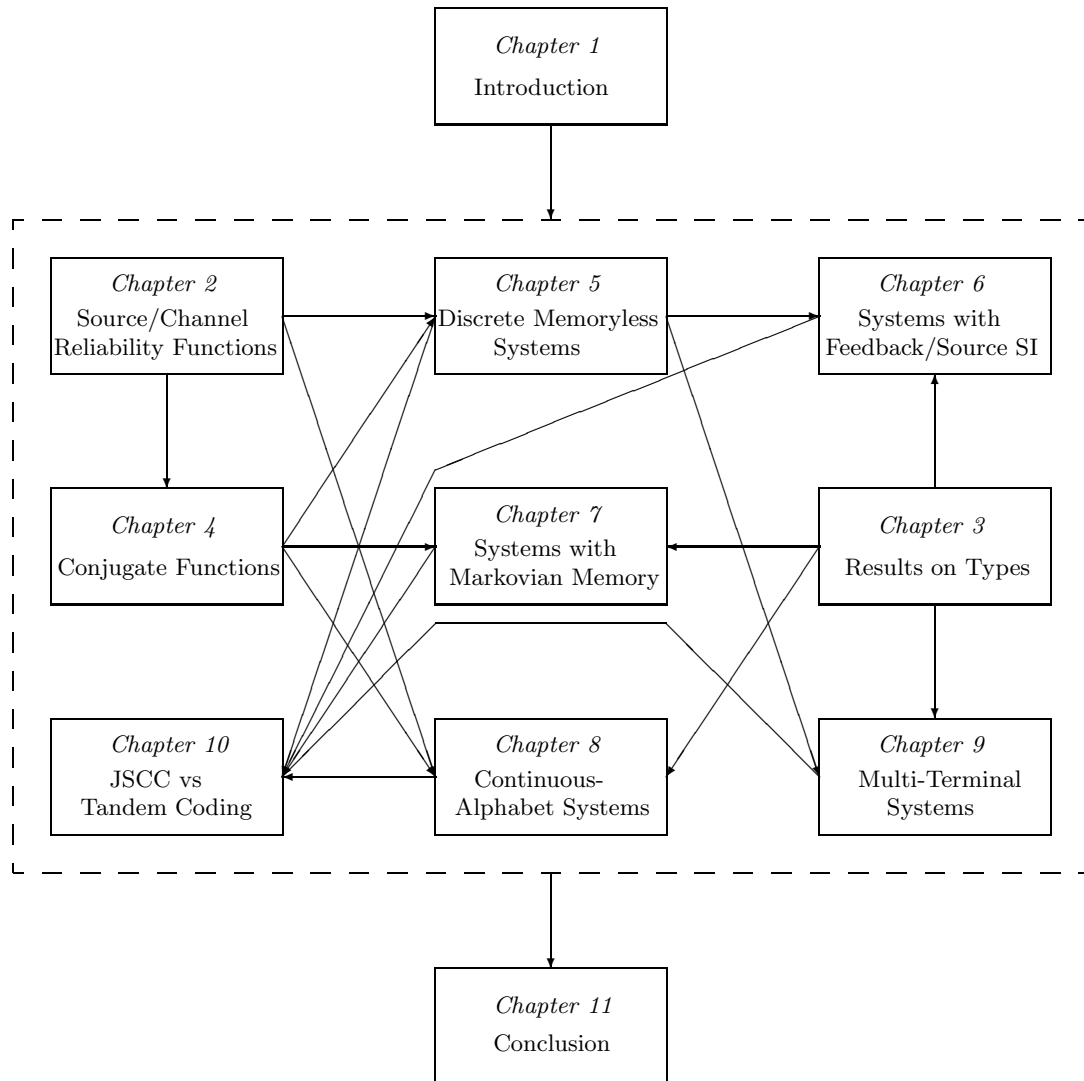 Chapter 1
Introduction
Chapter 2
Source/Channel
Reliability Functions
Chapter 5
Discrete Memoryless
Systems
Chapter 6
Systems with
Feedback/Source SI
Chapter 4
Conjugate Functions
Chapter 7
Systems with
Markovian Memory
Chapter 3
Results on Types
Chapter 10
JSCC vs
Tandem Coding
Chapter 8
Continuous-
Alphabet Systems
Chapter 9
Multi-Terminal
Systems
Chapter 11
Conclusion